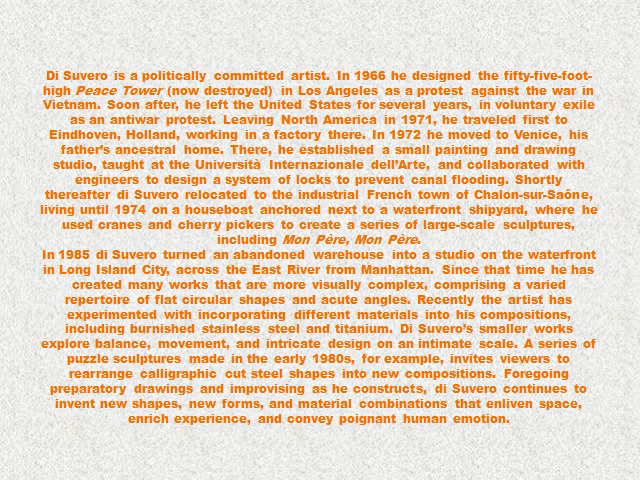 Di Suvero is a politically committed artist. In 1966 he designed the fifty-five-foot-
high Peace Tower (now destroyed) in Los Angeles as a protest against the war in
Vietnam. Soon after, he left the United States for several years, in voluntary exile
as an antiwar protest. Leaving North America in 1971, he traveled first to
Eindhoven, Holland, working in a factory there. In 1972 he moved to Venice, his
father's ancestral home. There, he established a small painting and drawing
studio, taught at the Università Internazionale dell'Arte, and collaborated with
engineers to design a system of locks to prevent canal flooding. Shortly
thereafter di Suvero relocated to the industrial French town of Chalon-sur-Saône,
living until 1974 on a houseboat anchored next to a waterfront shipyard, where he
used cranes and cherry pickers to create a series of large-scale sculptures,
including Mon Père, Mon Père.
In 1985 di Suvero turned an abandoned warehouse into a studio on the waterfront
in Long Island City, across the East River from Manhattan. Since that time he has
created many works that are more visually complex, comprising a varied
repertoire of flat circular shapes and acute angles. Recently the artist has
experimented with incorporating different materials into his compositions,
including burnished stainless steel and titanium. Di Suvero's smaller works
explore balance, movement, and intricate design on an intimate scale. A series of
puzzle sculptures made in the early 1980s, for example, invites viewers to
rearrange calligraphic cut steel shapes into new compositions. Foregoing
preparatory drawings and improvising as he constructs, di Suvero continues to
invent new shapes, new forms, and material combinations that enliven space,
enrich experience, and convey poignant human emotion.